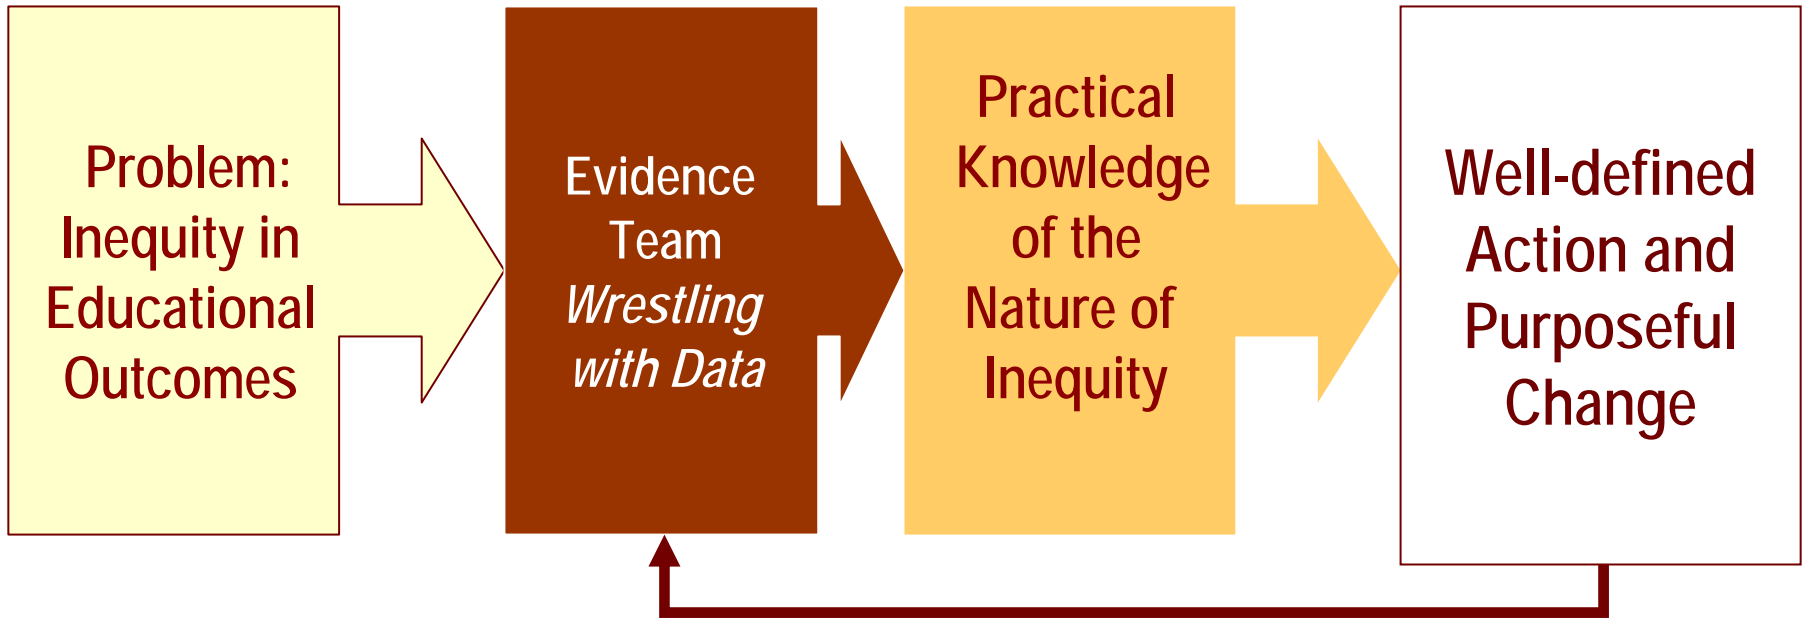 Problem:
Inequity in
Educational
Outcomes
Evidence
Team
Wrestling
with Data
Practical
Knowledge
of the
Nature of
Inequity
Well-defined
Action and
Purposeful
Change